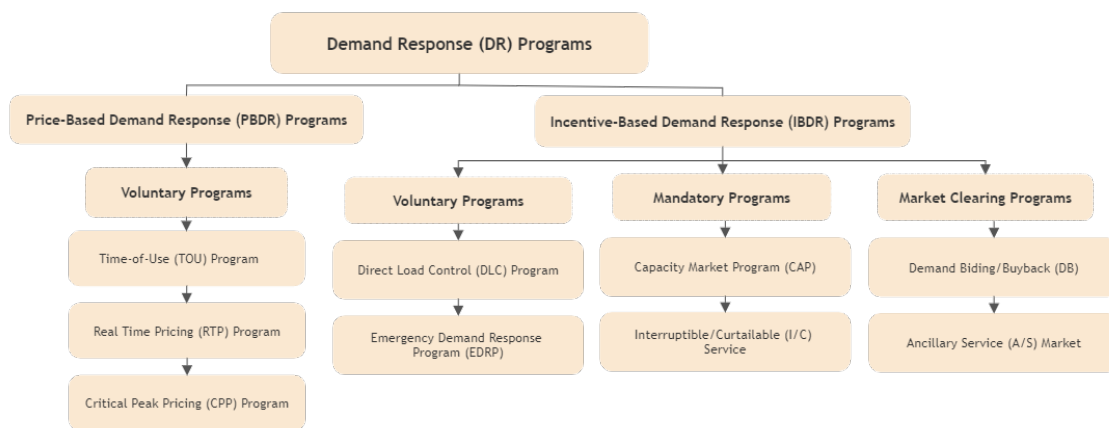 Demand Response (DR) Programs
Price-Based Demand Response (PBDR) Programs
Incentive-Based Demand Response (IBDR) Programs
Voluntary Programs
Voluntary Programs
Mandatory Programs
Market Clearing Programs
Time-of-Use (TOU) Program
Direct Load Control (DLC) Program
Capacity Market Program (CAP)
Demand Biding/Buyback (DB)
Real Time Pricing (RTP) Program
Emergency Demand Response
Program (EDRP)
Interruptible/Curtailable (I/C)
Service
Ancillary Service (A/S) Market
Critical Peak Pricing (CPP) Program